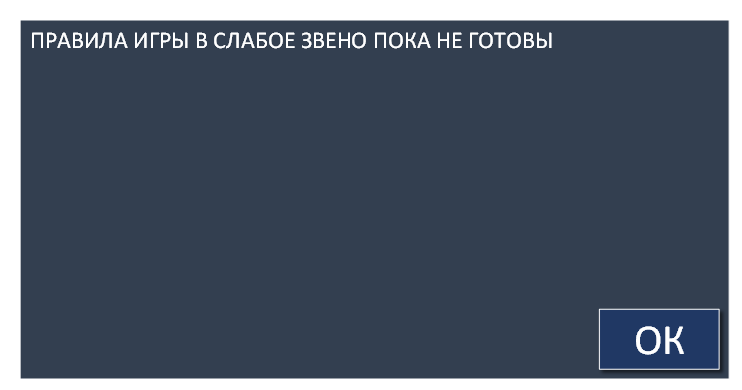 ПРАВИЛА ИГРЫ В СЛАБОЕ ЗВЕНО ПОКА НЕ ГОТОВЫ
ОК